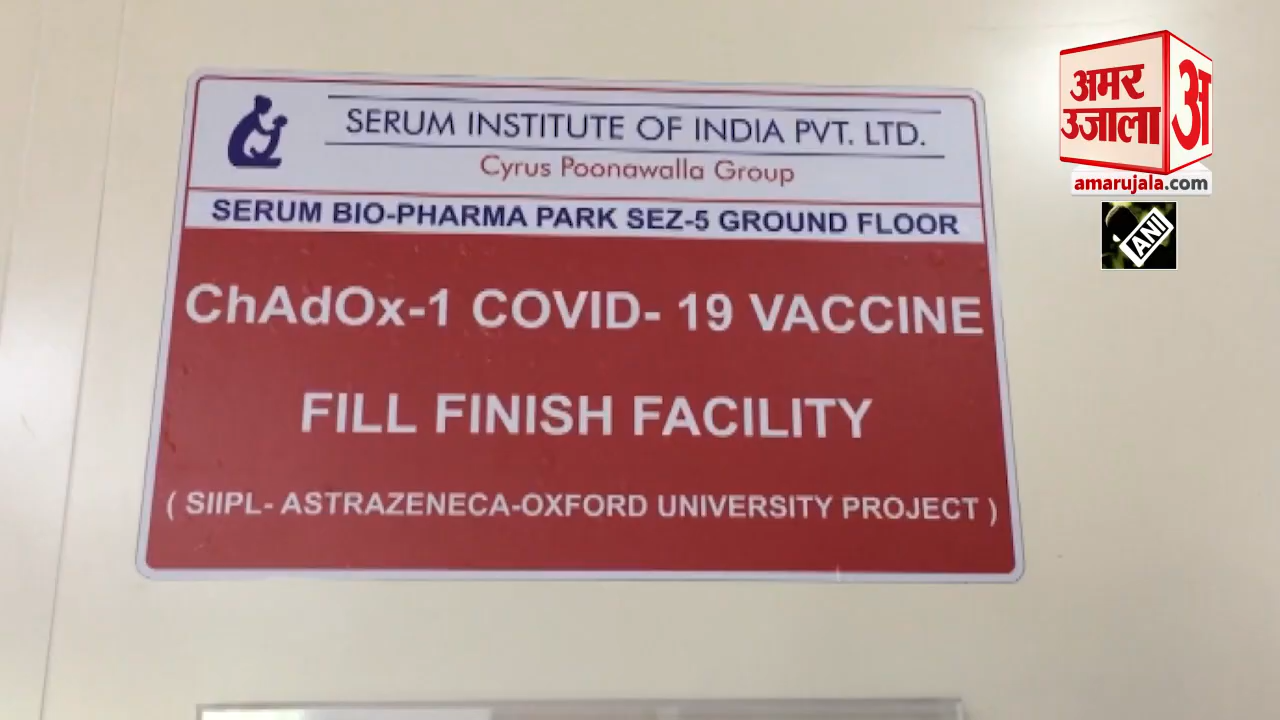 SERUM INSTITUTE OF INDIA PVT. LTD.
Cyrus Poonawalla Group
SERUM BIO-PHARMA PARK SEZ-5 GROUND FLOOR
ChAdOx-1 COVID- 19 VACCINE
FILL FINISH FACILITY
( SIIPL- ASTRAZENECA-OXFORD UNIVERSITY PROJECT )
अमर
उजाला
अ
amarujala.com
ANI